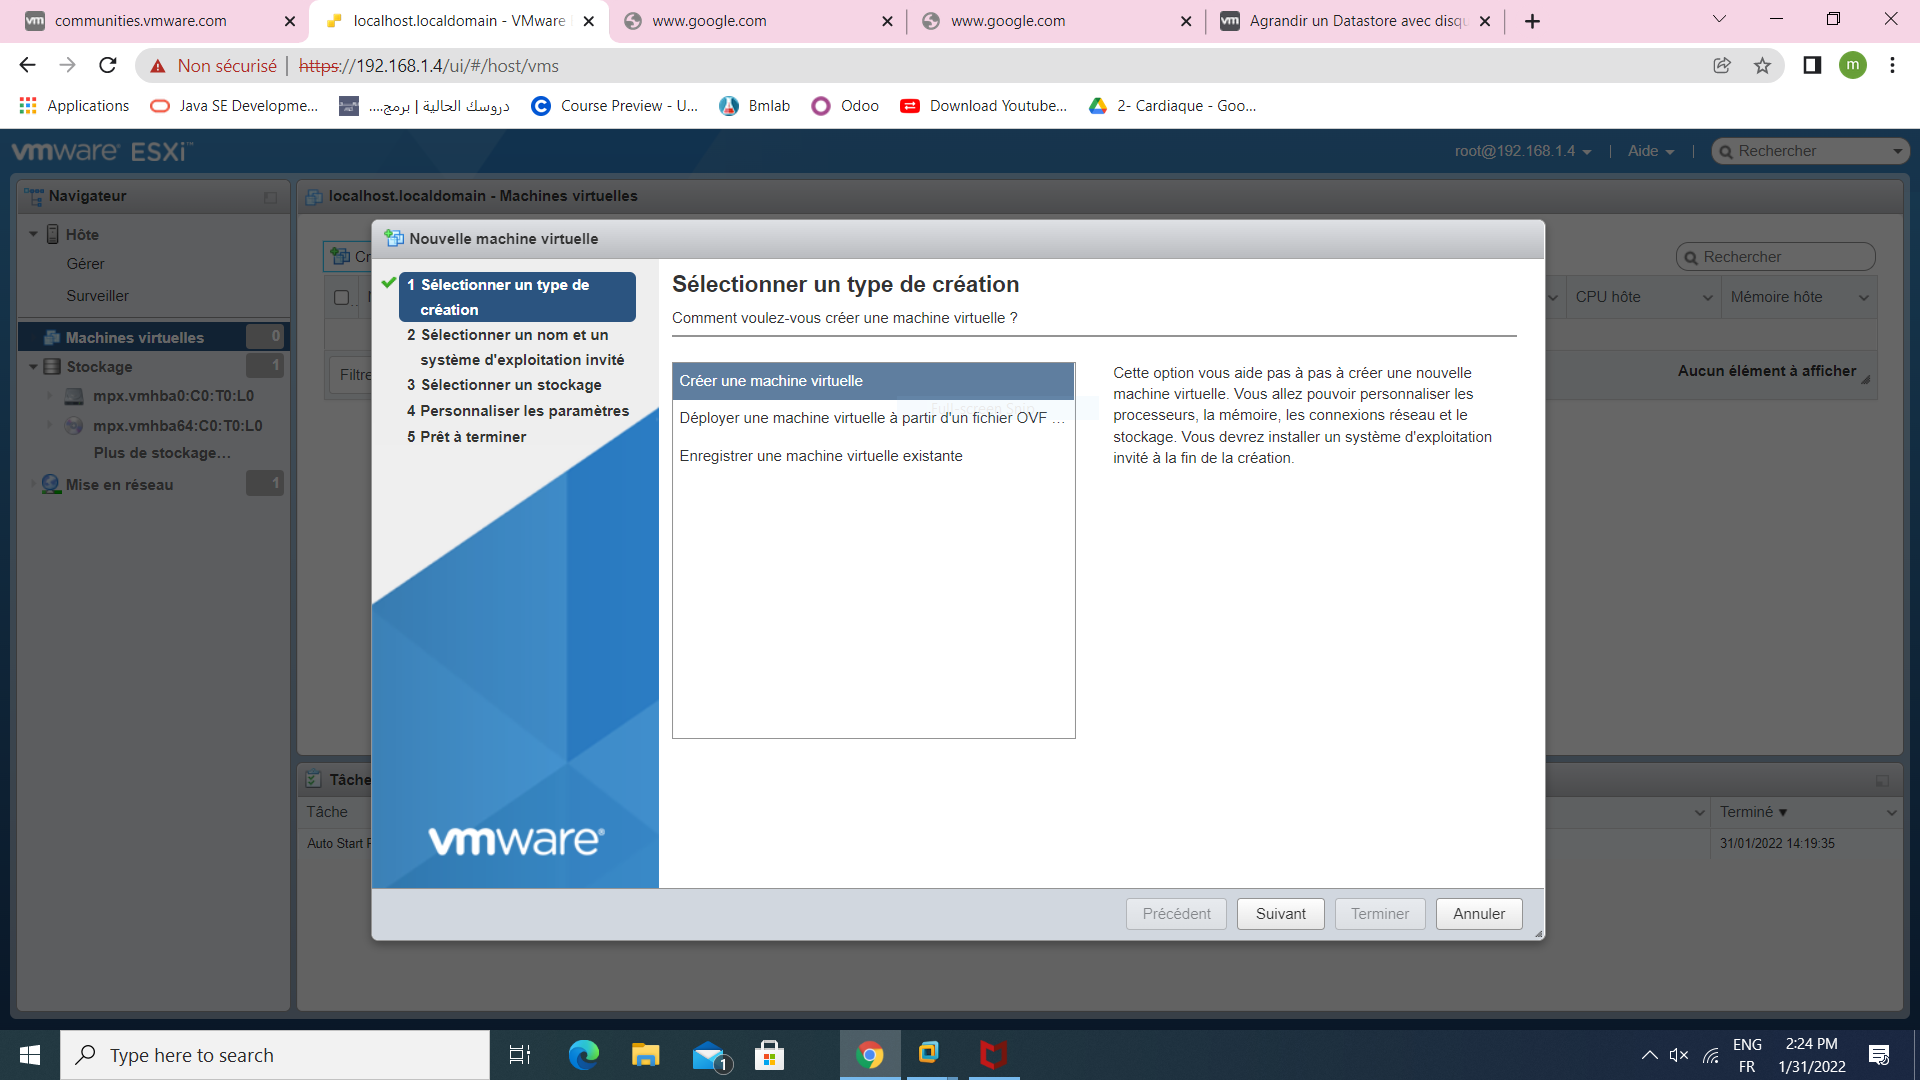 communities.vmware.com
localhost.localdomain - VMware
www.google.com
www.google.com
Agrandir un Datastore avec disqu
Non sécurisé
https://192.168.1.4/ui/#/host/vms
m
Applications
Java SE Developme...
دروسك الحالية | برمج....
Course Preview - U...
Bmlab
Odoo
Download Youtube...
2- Cardiaque - Goo...
vmware ESXi™
root@192.168.1.4
Aide
Rechercher
Navigateur
localhost.localdomain - Machines virtuelles
Hôte
Gérer
Surveiller
Machines virtuelles
0
Stockage
1
mpx.vmhba0:C0:T0:L0
mpx.vmhba64:C0:T0:L0
Plus de stockage...
Mise en réseau
1
Cr
Rechercher
CPU hôte
Mémoire hôte
Filtre
Aucun élément à afficher
Nouvelle machine virtuelle
1 Sélectionner un type de
création
2 Sélectionner un nom et un
système d'exploitation invité
3 Sélectionner un stockage
4 Personnaliser les paramètres
5 Prêt à terminer
vmware®
Sélectionner un type de création
Comment voulez-vous créer une machine virtuelle ?
Créer une machine virtuelle
Déployer une machine virtuelle à partir d'un fichier OVF ...
Enregistrer une machine virtuelle existante
Cette option vous aide pas à pas à créer une nouvelle
machine virtuelle. Vous allez pouvoir personnaliser les
processeurs, la mémoire, les connexions réseau et le
stockage. Vous devrez installer un système d'exploitation
invité à la fin de la création.
Précédent
Suivant
Terminer
Annuler
Tâche
Tâche
Terminé
Auto Start
31/01/2022 14:19:35
Type here to search
1
ENG
FR
2:24 PM
1/31/2022